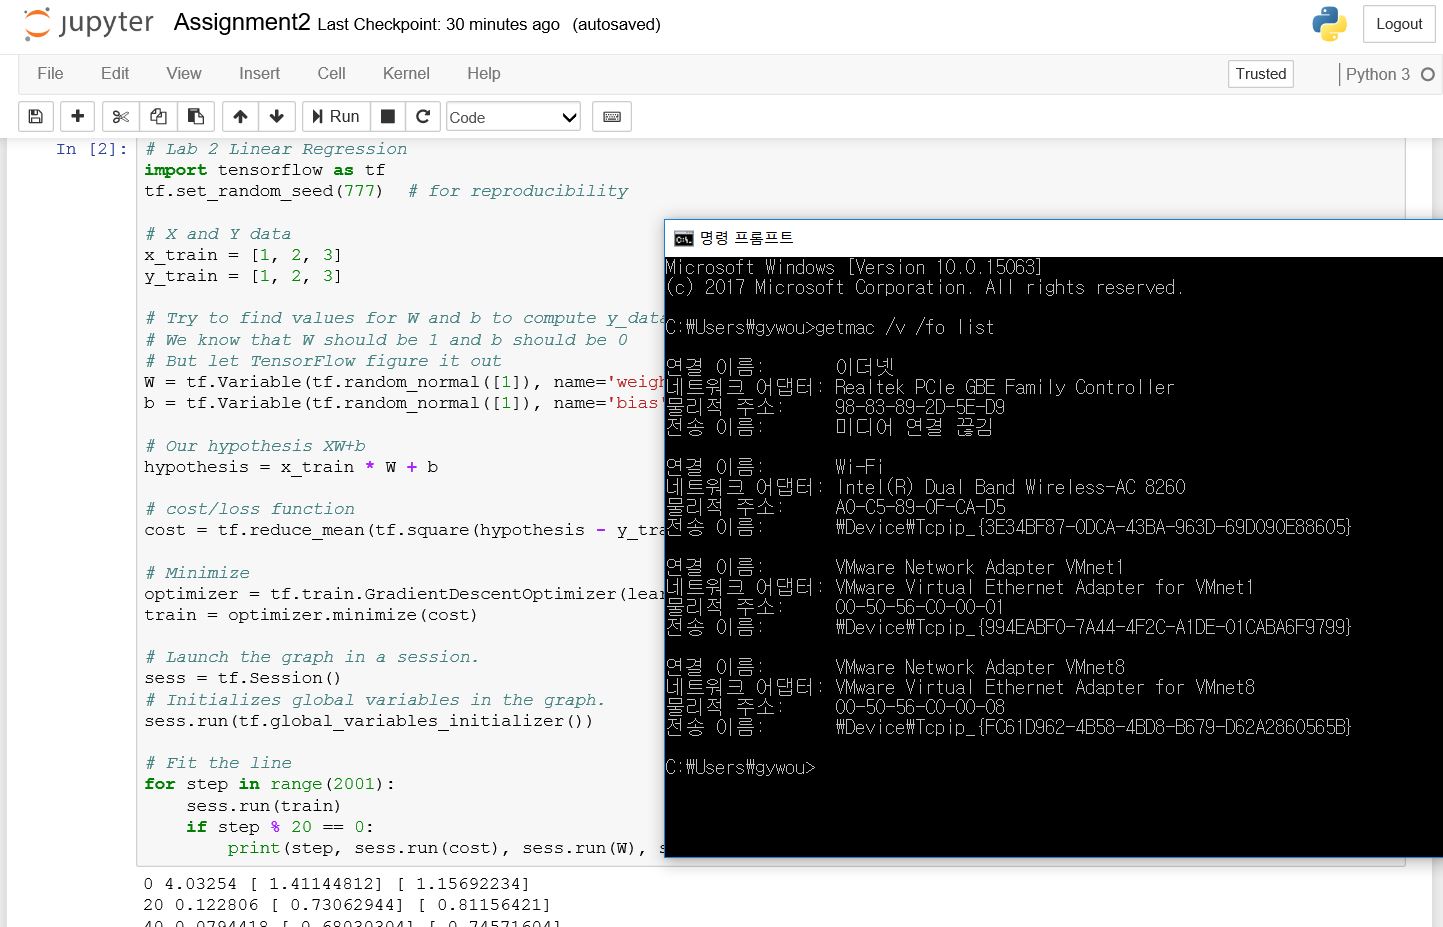 jupyter Assignment2 Last Checkpoint: 30 minutes ago (autosaved) Logout
File Edit View Insert Cell Kernel Help Trusted Python 3
Run Code
In [2]: # Lab 2 Linear Regression
import tensorflow as tf
tf.set_random_seed(777) # for reproducibility
# X and Y data
x_train = [1, 2, 3]
y_train = [1, 2, 3]
# Try to find values for W and b to compute y_data
# We know that W should be 1 and b should be 0
# But let TensorFlow figure it out
W = tf.Variable(tf.random_normal([1]), name='weigh
b = tf.Variable(tf.random_normal([1]), name='bias'
# Our hypothesis XW+b
hypothesis = x_train * W + b
# cost/loss function
cost = tf.reduce_mean(tf.square(hypothesis - y_tra
# Minimize
optimizer = tf.train.GradientDescentOptimizer(lear
train = optimizer.minimize(cost)
# Launch the graph in a session.
sess = tf.Session()
# Initializes global variables in the graph.
sess.run(tf.global_variables_initializer())
# Fit the line
for step in range(2001):
sess.run(train)
if step % 20 == 0:
print(step, sess.run(cost), sess.run(W), s
0 4.03254 [ 1.41144812] [ 1.15692234]
20 0.122806 [ 0.73062944] [ 0.81156421]
40 0.0794418 [ 0.68030304] [ 0.74571604]
명령 프롬프트
Microsoft Windows [Version 10.0.15063]
(c) 2017 Microsoft Corporation. All rights reserved.
C:₩Users₩gywou>getmac /v /fo list
연결 이름: 이더넷
네트워크 어댑터: Realtek PCIe GBE Family Controller
물리적 주소: 98-83-89-2D-5E-D9
전송 이름: 미디어 연결 끊김
연결 이름: Wi-Fi
네트워크 어댑터: Intel(R) Dual Band Wireless-AC 8260
물리적 주소: A0-C5-89-0F-CA-D5
전송 이름: ₩Device₩Tcpip_{3E34BF87-0DCA-43BA-963D-69D090E88605}
연결 이름: VMware Network Adapter VMnet1
네트워크 어댑터: VMware Virtual Ethernet Adapter for VMnet1
물리적 주소: 00-50-56-C0-00-01
전송 이름: ₩Device₩Tcpip_{994EABF0-7A44-4F2C-A1DE-01CABA6F9799}
연결 이름: VMware Network Adapter VMnet8
네트워크 어댑터: VMware Virtual Ethernet Adapter for VMnet8
물리적 주소: 00-50-56-C0-00-08
전송 이름: ₩Device₩Tcpip_{FC61D962-4B58-4BD8-B679-D62A2860565B}
C:₩Users₩gywou>